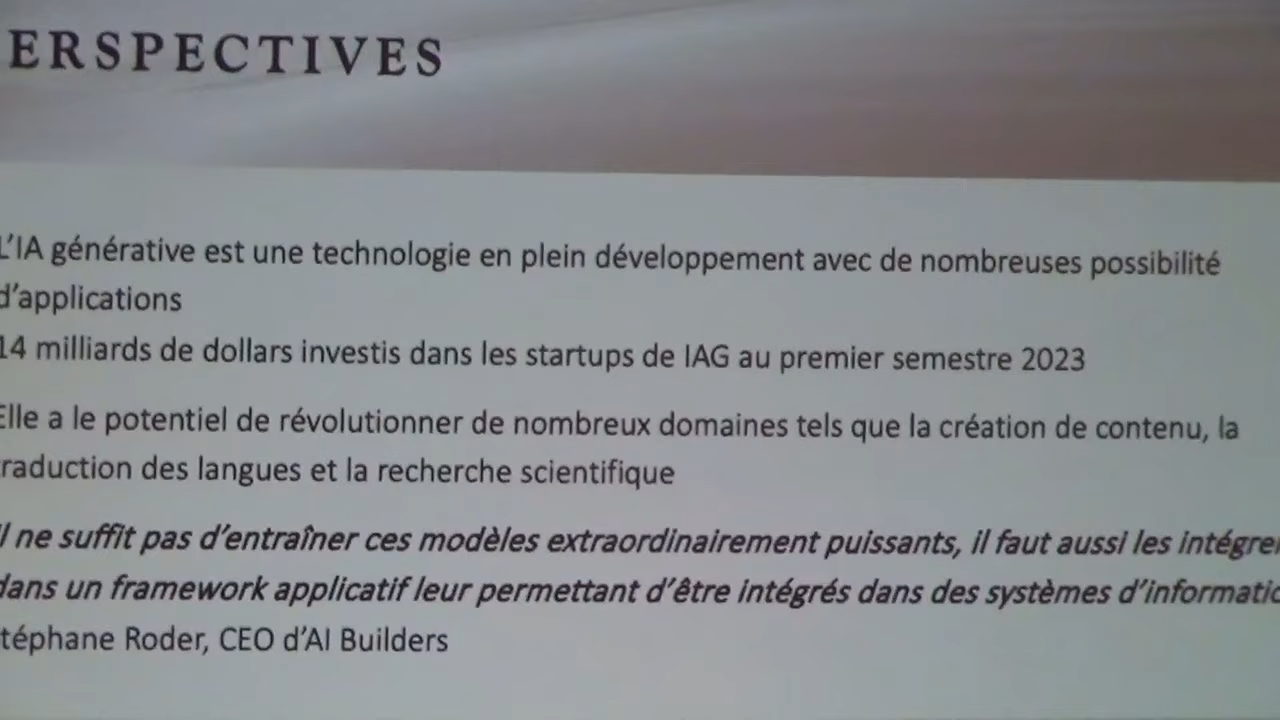 ERSPECTIVES
L'IA générative est une technologie en plein développement avec de nombreuses possibilité
d'applications
14 milliards de dollars investis dans les startups de IAG au premier semestre 2023
Elle a le potentiel de révolutionner de nombreux domaines tels que la création de contenu, la
raduction des langues et la recherche scientifique
Il ne suffit pas d'entraîner ces modèles extraordinairement puissants, il faut aussi les intégrer
dans un framework applicatif leur permettant d'être intégrés dans des systèmes d'informatio
téphane Roder, CEO d'AI Builders